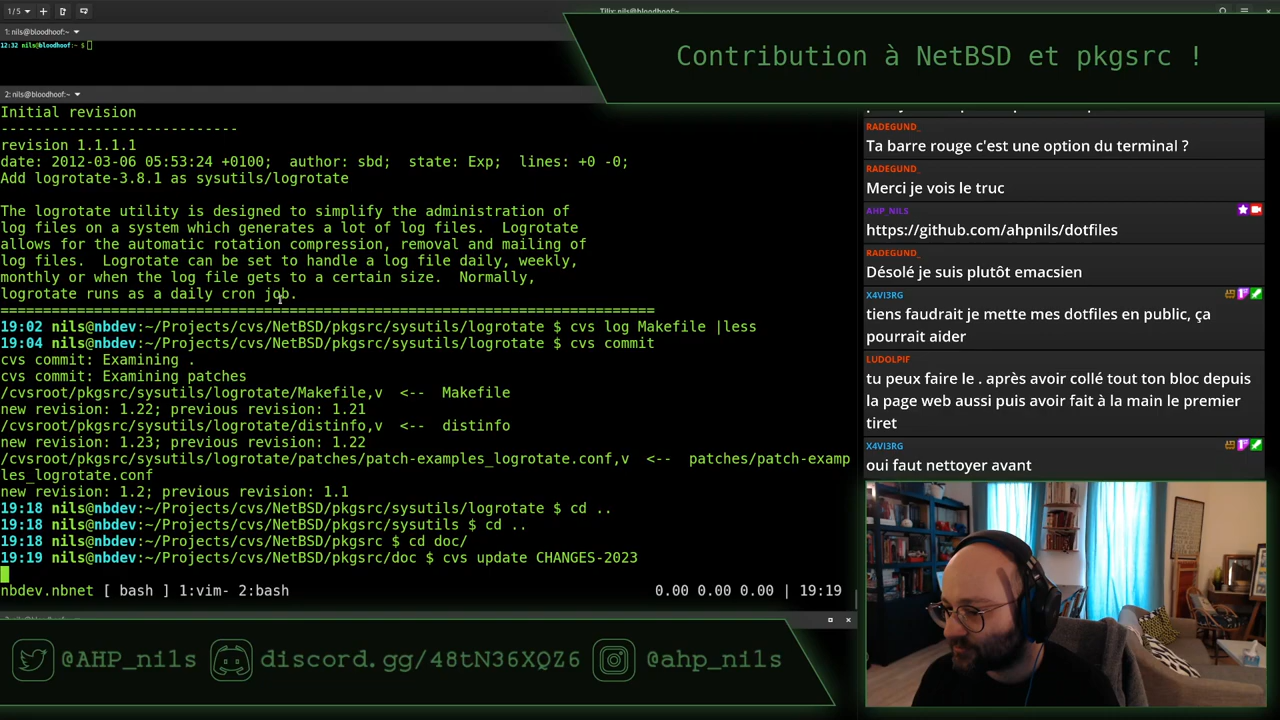 1/5
Tilix: nils@bloodhoof:~
1: nils@bloodhoof:~
12:32 nils@bloodhoof:~ $
Contribution à NetBSD et pkgsrc !
2: nils@bloodhoof:~
Initial revision
----------------------------
revision 1.1.1.1
date: 2012-03-06 05:53:24 +0100;  author: sbd;  state: Exp;  lines: +0 -0;
Add logrotate-3.8.1 as sysutils/logrotate
The logrotate utility is designed to simplify the administration of
log files on a system which generates a lot of log files.  Logrotate
allows for the automatic rotation compression, removal and mailing of
log files.  Logrotate can be set to handle a log file daily, weekly,
monthly or when the log file gets to a certain size.  Normally,
logrotate runs as a daily cron job.
=============================================================================
19:02 nils@nbdev:~/Projects/cvs/NetBSD/pkgsrc/sysutils/logrotate $ cvs log Makefile |less
19:04 nils@nbdev:~/Projects/cvs/NetBSD/pkgsrc/sysutils/logrotate $ cvs commit
cvs commit: Examining .
cvs commit: Examining patches
/cvsroot/pkgsrc/sysutils/logrotate/Makefile,v  <--  Makefile
new revision: 1.22; previous revision: 1.21
/cvsroot/pkgsrc/sysutils/logrotate/distinfo,v  <--  distinfo
new revision: 1.23; previous revision: 1.22
/cvsroot/pkgsrc/sysutils/logrotate/patches/patch-examples_logrotate.conf,v  <--  patches/patch-examp
les_logrotate.conf
new revision: 1.2; previous revision: 1.1
19:18 nils@nbdev:~/Projects/cvs/NetBSD/pkgsrc/sysutils/logrotate $ cd ..
19:18 nils@nbdev:~/Projects/cvs/NetBSD/pkgsrc/sysutils $ cd ..
19:18 nils@nbdev:~/Projects/cvs/NetBSD/pkgsrc $ cd doc/
19:19 nils@nbdev:~/Projects/cvs/NetBSD/pkgsrc/doc $ cvs update CHANGES-2023
nbdev.nbnet [ bash ] 1:vim- 2:bash
0.00 0.00 0.00 | 19:19
RADEGUND_
Ta barre rouge c'est une option du terminal ?
RADEGUND_
Merci je vois le truc
AHP_NILS
https://github.com/ahpnils/dotfiles
RADEGUND_
Désolé je suis plutôt emacsien
X4VI3RG
tiens faudrait je mette mes dotfiles en public, ça
pourrait aider
LUDOLPIF
tu peux faire le . après avoir collé tout ton bloc depuis
la page web aussi puis avoir fait à la main le premier
tiret
X4VI3RG
oui faut nettoyer avant
@AHP_nils
discord.gg/48tN36XQZ6
@ahp_nils